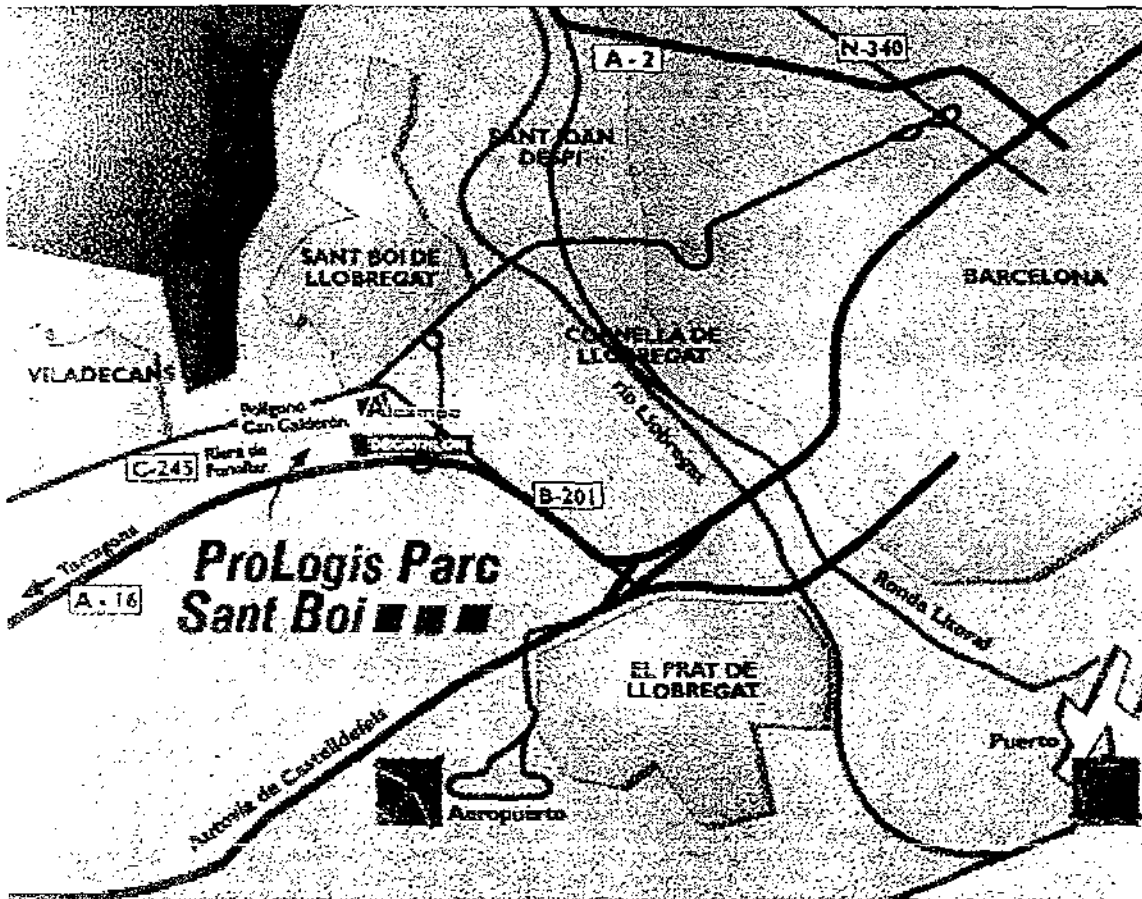 N-340
A - 2
SANT JOAN
DESPI
SANT BOI DE
LLOBREGAT
BARCELONA
CORNELLA DE
LLOBREGAT
VILADECANS
rio Llobregat
Polígono
Can Calderón
Alcampo
C-245
Riera de
B-201
Tarragona
A - 16
ProLogis Parc
Sant Boi
Ronda Litoral
EL PRAT DE
LLOBREGAT
Autovía de Castelldefels
Puerto
Aeropuerto